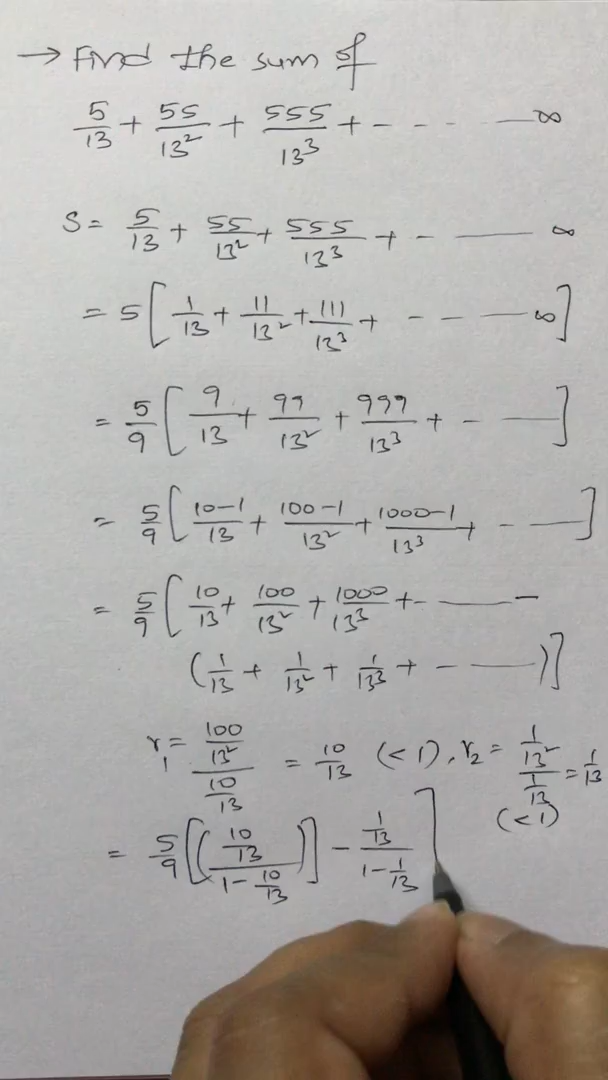 → Find the sum of
5/13 + 55/13² + 555/13³ + - - - — ∞
S = 5/13 + 55/13² + 555/13³ + - — ∞
= 5 [ 1/13 + 11/13² + 111/13³ + - - - — ∞ ]
= 5/9 [ 9/13 + 99/13² + 999/13³ + - — ]
= 5/9 [ (10-1)/13 + (100-1)/13² + (1000-1)/13³ + - — ]
= 5/9 [ 10/13 + 100/13² + 1000/13³ + - — -
( 1/13 + 1/13² + 1/13³ + - — ) ]
r₁ = (100/13²)/(10/13) = 10/13 (<1), r₂ = (1/13²)/(1/13) = 1/13
(<1)
= 5/9 [ [ ( (10/13)/(1 - 10/13) ) ] - (1/13)/(1 - 1/13) ]